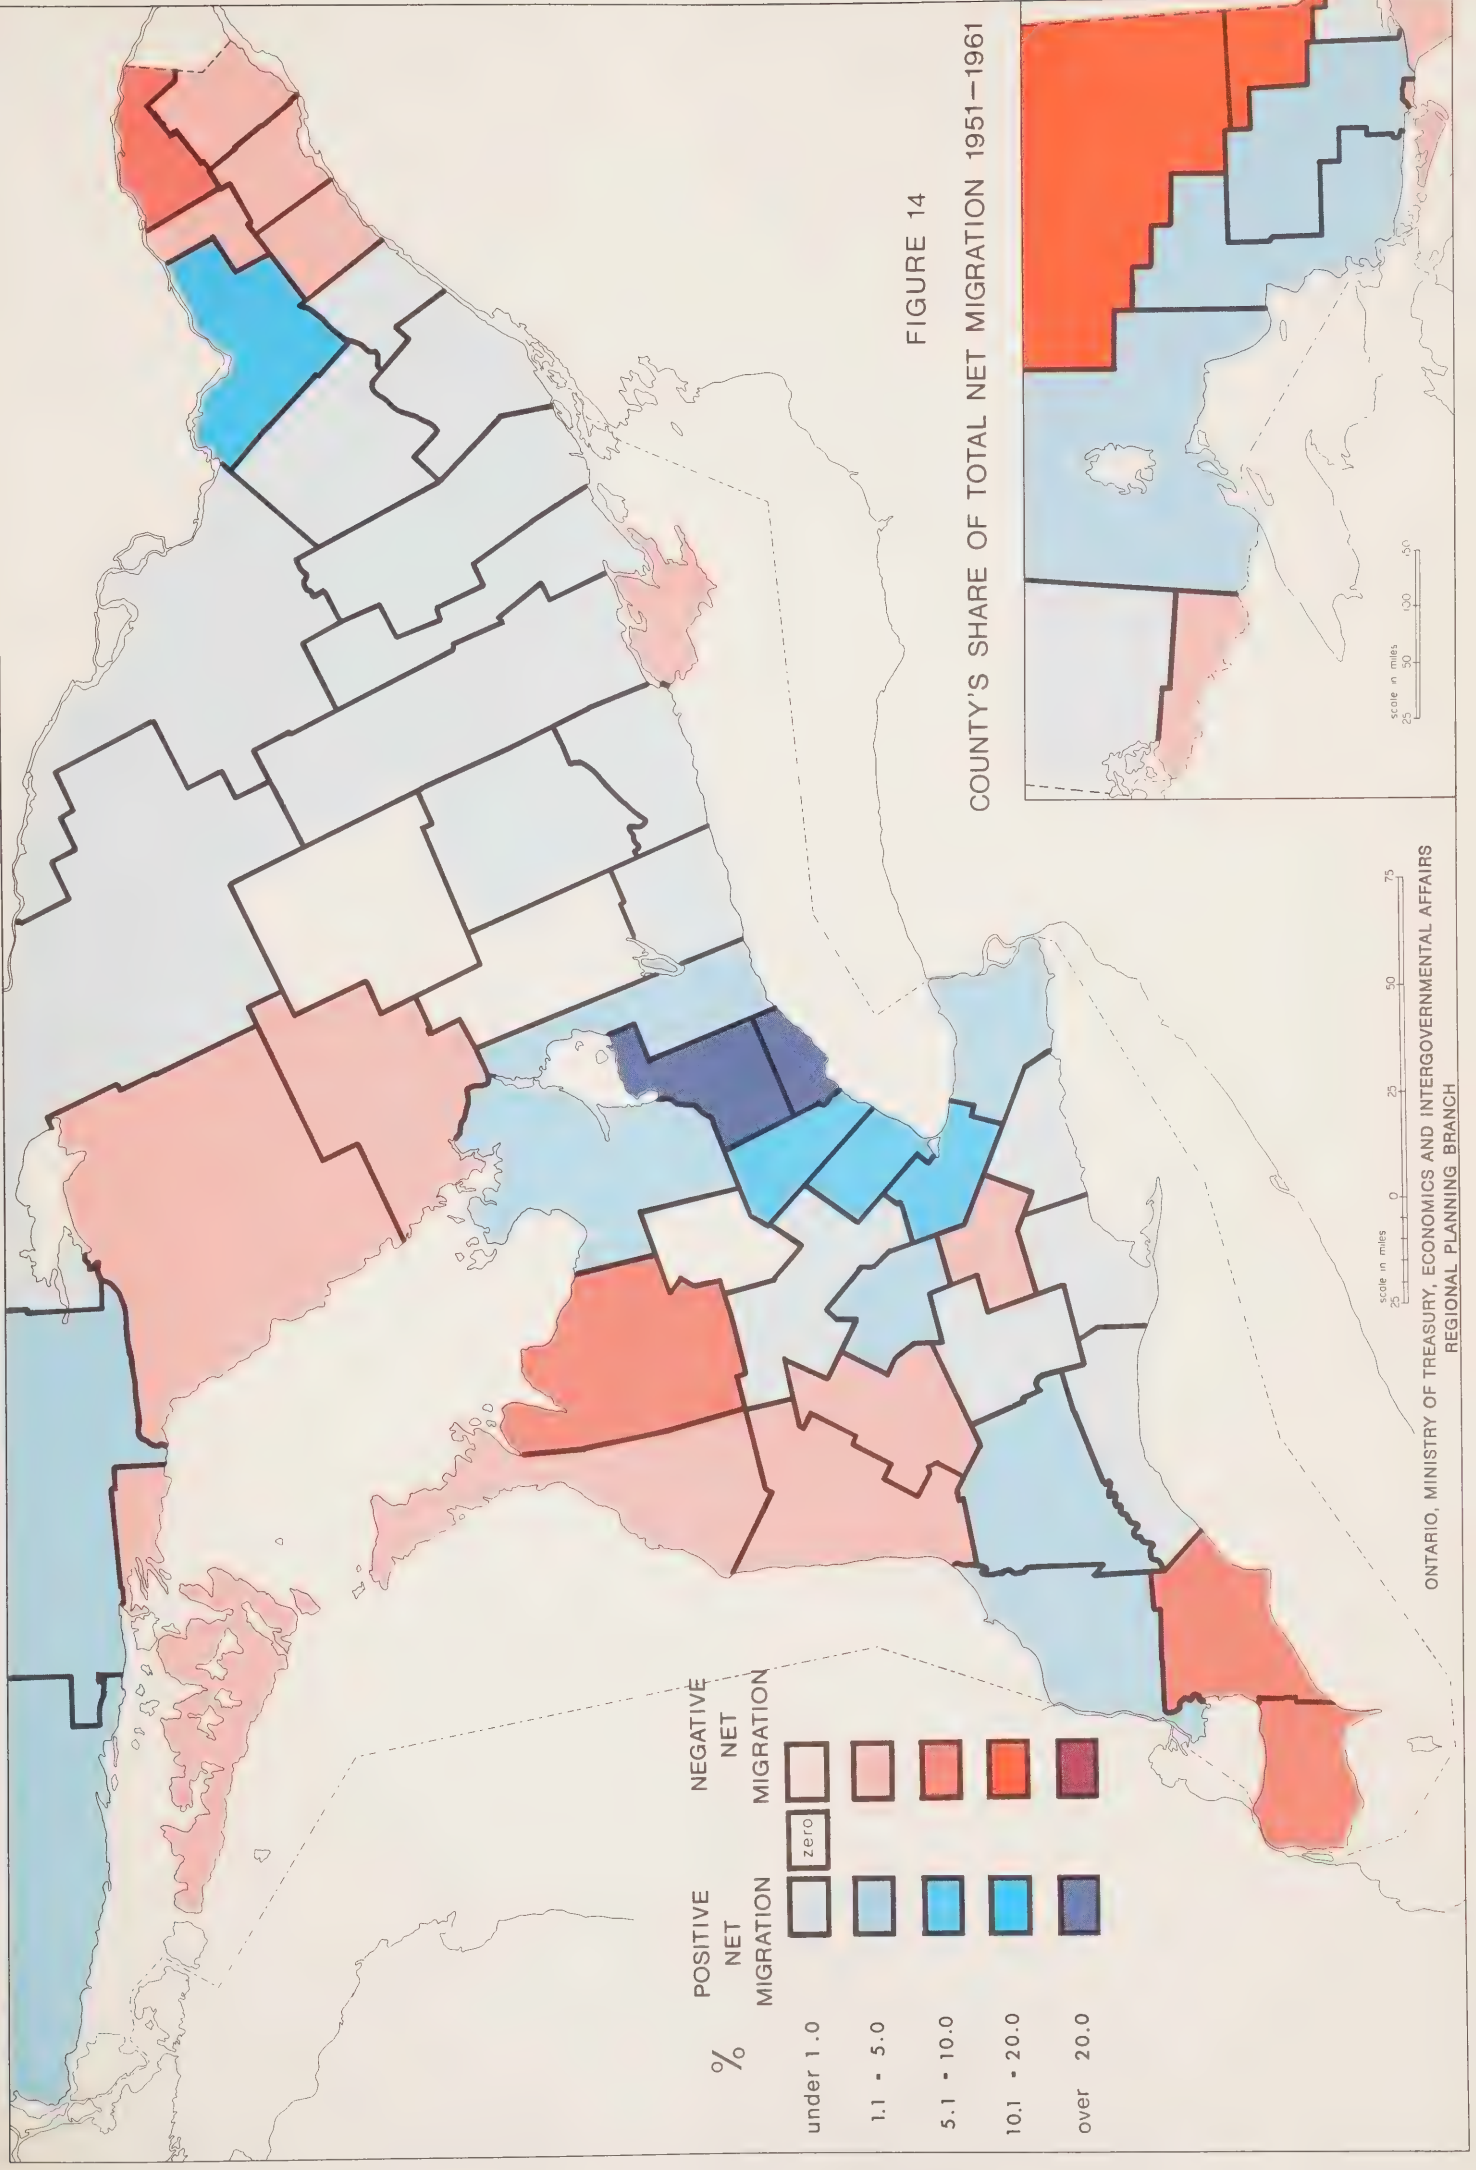 FIGURE 14
COUNTY'S SHARE OF TOTAL NET MIGRATION 1951–1961
%
POSITIVE
NET
MIGRATION
NEGATIVE
NET
MIGRATION
under 1.0
zero
1.1 - 5.0
5.1 - 10.0
10.1 - 20.0
over 20.0
scale in miles
25 0 25 50 75
scale in miles
25 50 100 150
ONTARIO, MINISTRY OF TREASURY, ECONOMICS AND INTERGOVERNMENTAL AFFAIRS
REGIONAL PLANNING BRANCH